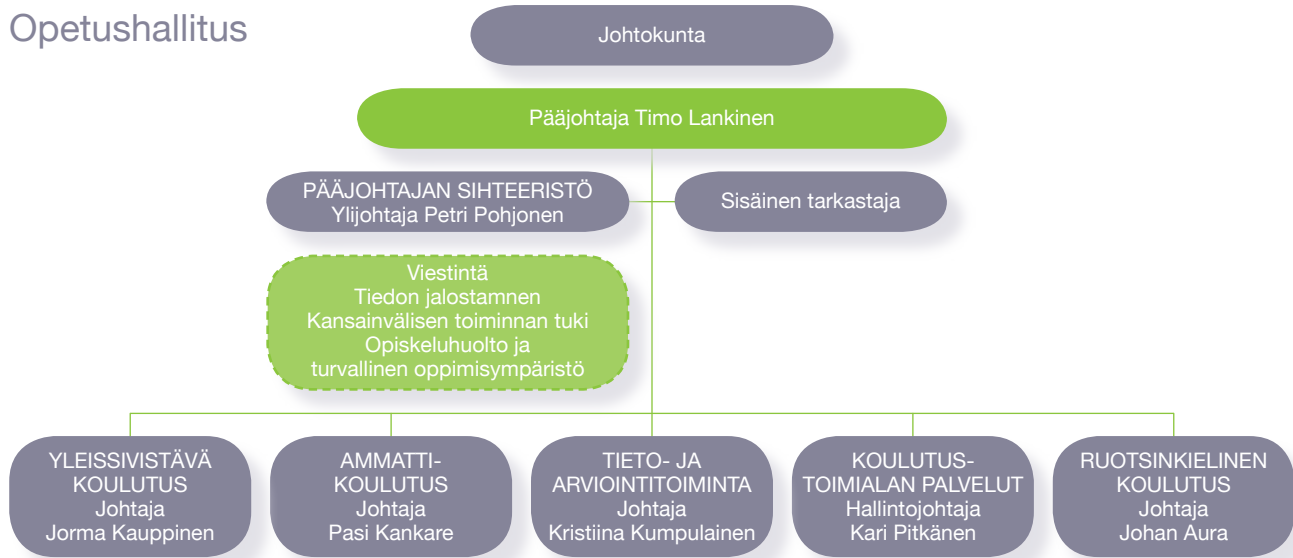 Opetushallitus
Johtokunta
Pääjohtaja Timo Lankinen
PÄÄJOHTAJAN SIHTEERISTÖ
Ylijohtaja Petri Pohjonen
Sisäinen tarkastaja
Viestintä
Tiedon jalostamnen
Kansainvälisen toiminnan tuki
Opiskeluhuolto ja
turvallinen oppimisympäristö
YLEISSIVISTÄVÄ
KOULUTUS
Johtaja
Jorma Kauppinen
AMMATTI-
KOULUTUS
Johtaja
Pasi Kankare
TIETO- JA
ARVIOINTITOIMINTA
Johtaja
Kristiina Kumpulainen
KOULUTUS-
TOIMIALAN PALVELUT
Hallintojohtaja
Kari Pitkänen
RUOTSINKIELINEN
KOULUTUS
Johtaja
Johan Aura